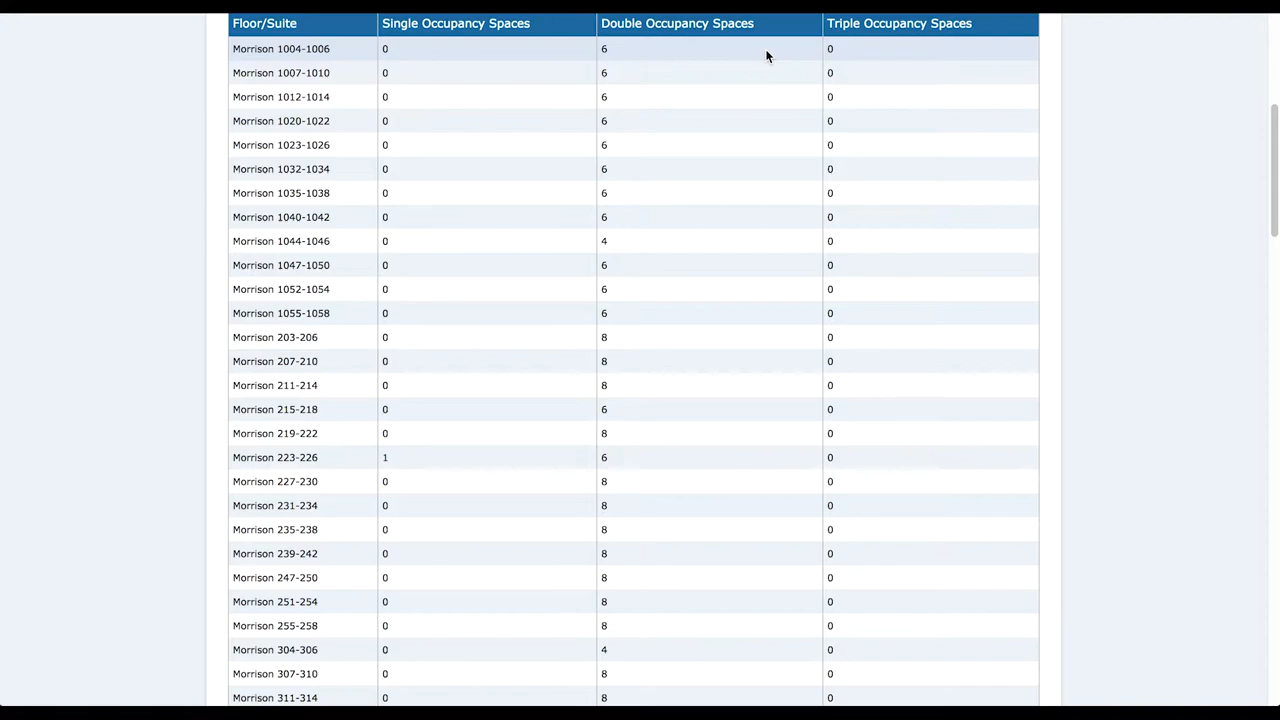 Floor/Suite Single Occupancy Spaces Double Occupancy Spaces Triple Occupancy Spaces
Morrison 1004-1006 0 6 0
Morrison 1007-1010 0 6 0
Morrison 1012-1014 0 6 0
Morrison 1020-1022 0 6 0
Morrison 1023-1026 0 6 0
Morrison 1032-1034 0 6 0
Morrison 1035-1038 0 6 0
Morrison 1040-1042 0 6 0
Morrison 1044-1046 0 4 0
Morrison 1047-1050 0 6 0
Morrison 1052-1054 0 6 0
Morrison 1055-1058 0 6 0
Morrison 203-206 0 8 0
Morrison 207-210 0 8 0
Morrison 211-214 0 8 0
Morrison 215-218 0 6 0
Morrison 219-222 0 8 0
Morrison 223-226 1 6 0
Morrison 227-230 0 8 0
Morrison 231-234 0 8 0
Morrison 235-238 0 8 0
Morrison 239-242 0 8 0
Morrison 247-250 0 8 0
Morrison 251-254 0 8 0
Morrison 255-258 0 8 0
Morrison 304-306 0 4 0
Morrison 307-310 0 8 0
Morrison 311-314 0 8 0